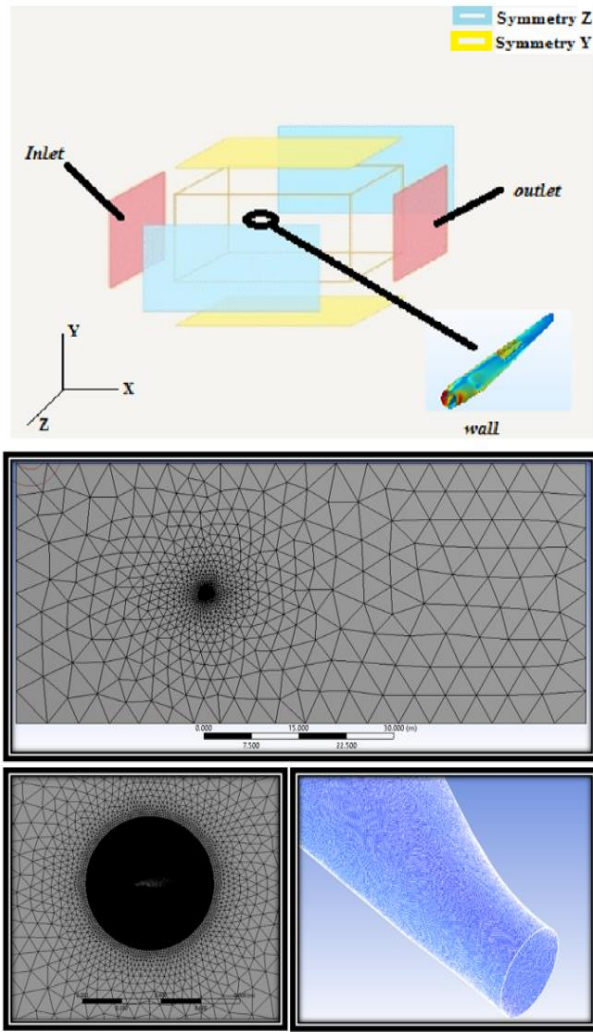 Symmetry Z
Symmetry Y
Inlet
outlet
Y
X
Z
wall
0.000 15.000 30.000 (m)
7.500 22.500